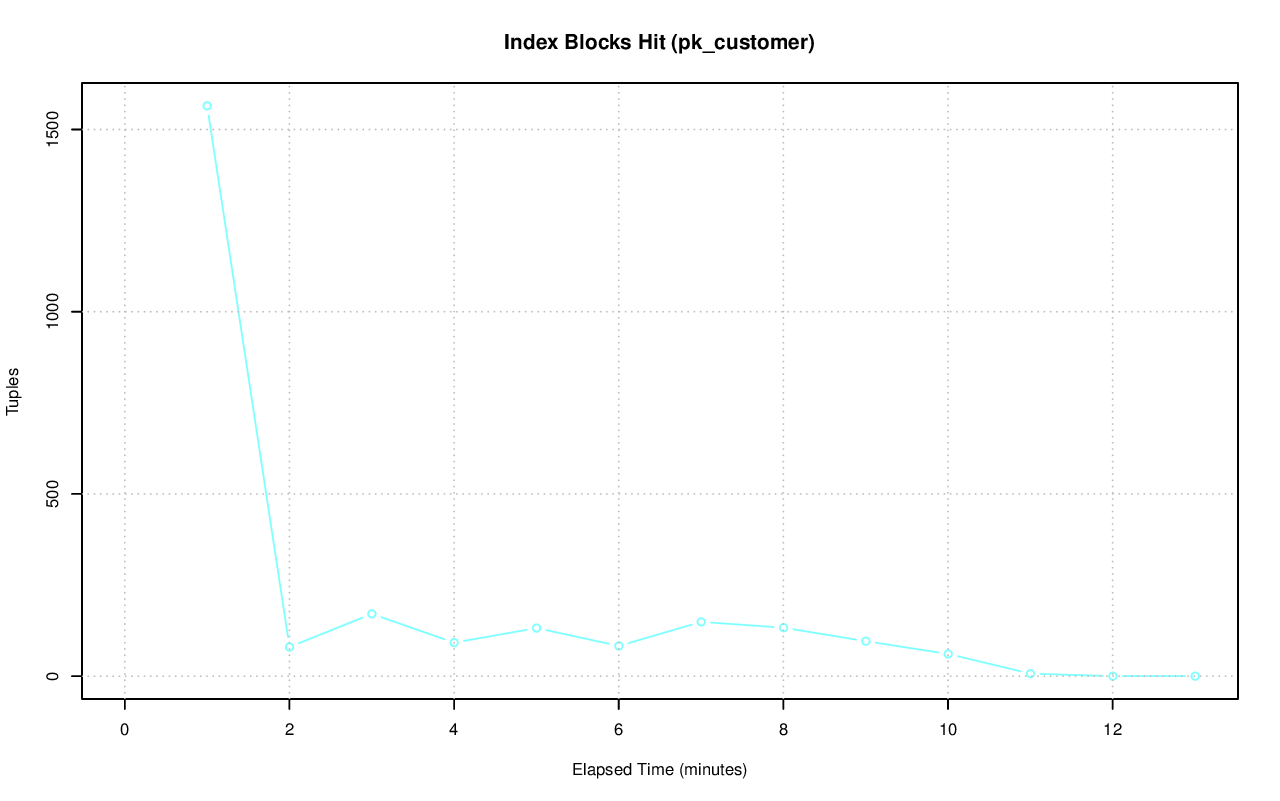 Index Blocks Hit (pk_customer)
1500
1000
500
0
Tuples
0 2 4 6 8 10 12
Elapsed Time (minutes)